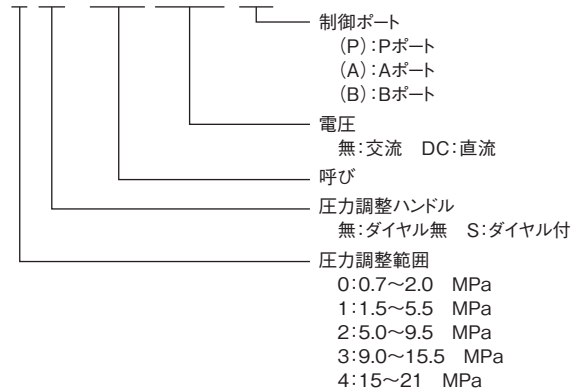 制御ポート
(P):Pポート
(A):Aポート
(B):Bポート
電圧
無:交流 DC:直流
呼び
圧力調整ハンドル
無:ダイヤル無 S:ダイヤル付
圧力調整範囲
0:0.7～2.0 MPa
1:1.5～5.5 MPa
2:5.0～9.5 MPa
3:9.0～15.5 MPa
4:15～21 MPa